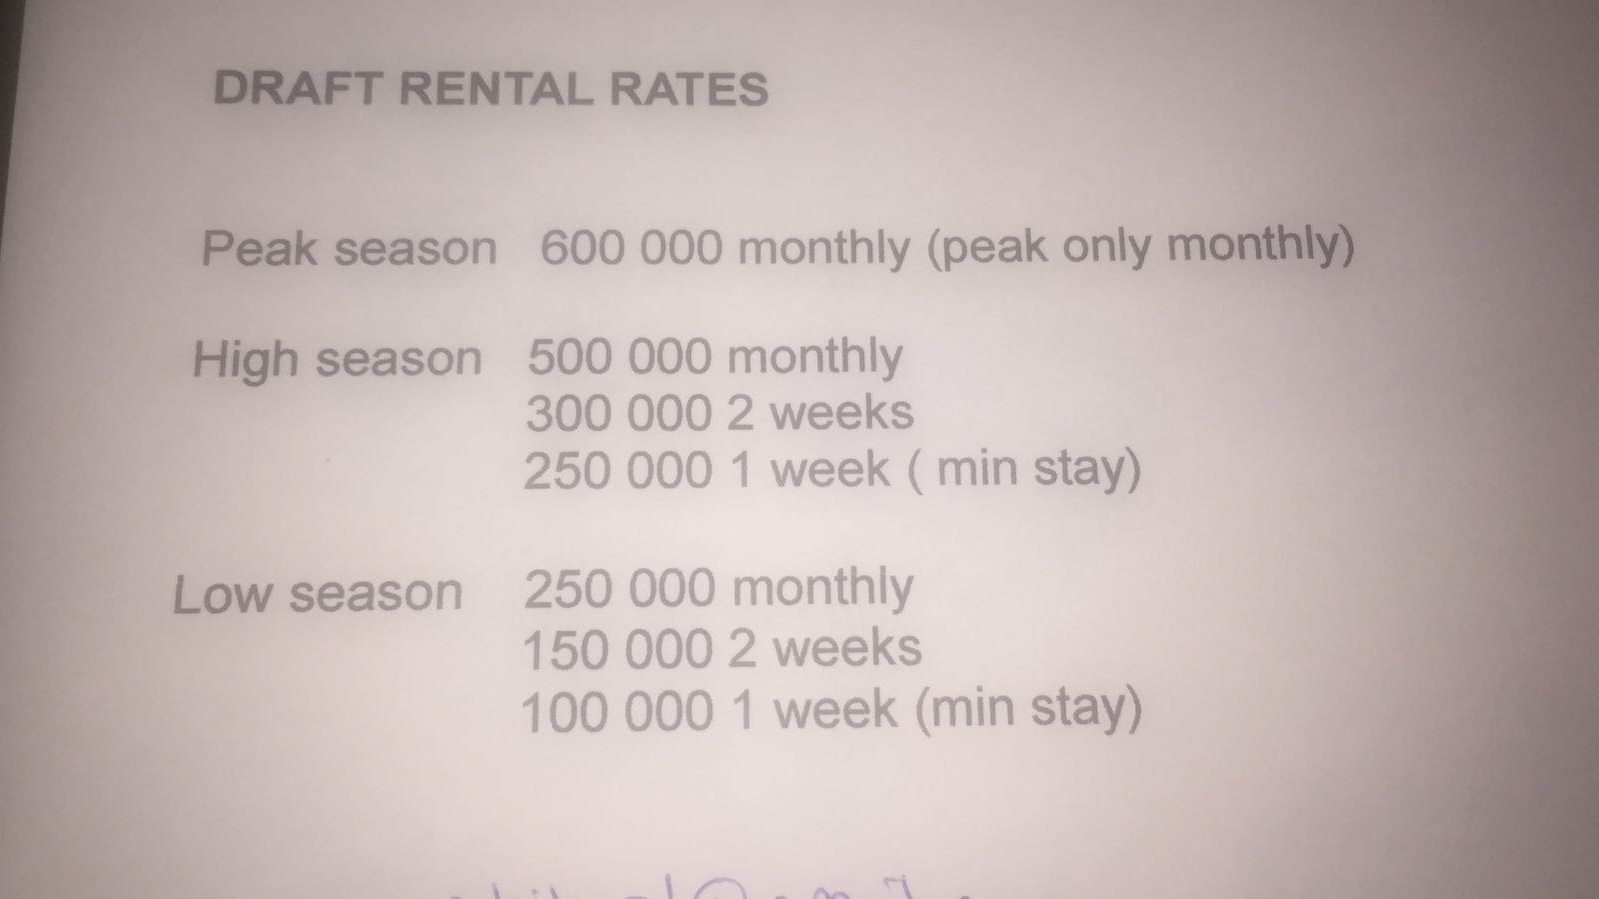 DRAFT RENTAL RATES
Peak season 600 000 monthly (peak only monthly)
High season 500 000 monthly
300 000 2 weeks
250 000 1 week ( min stay)
Low season 250 000 monthly
150 000 2 weeks
100 000 1 week (min stay)